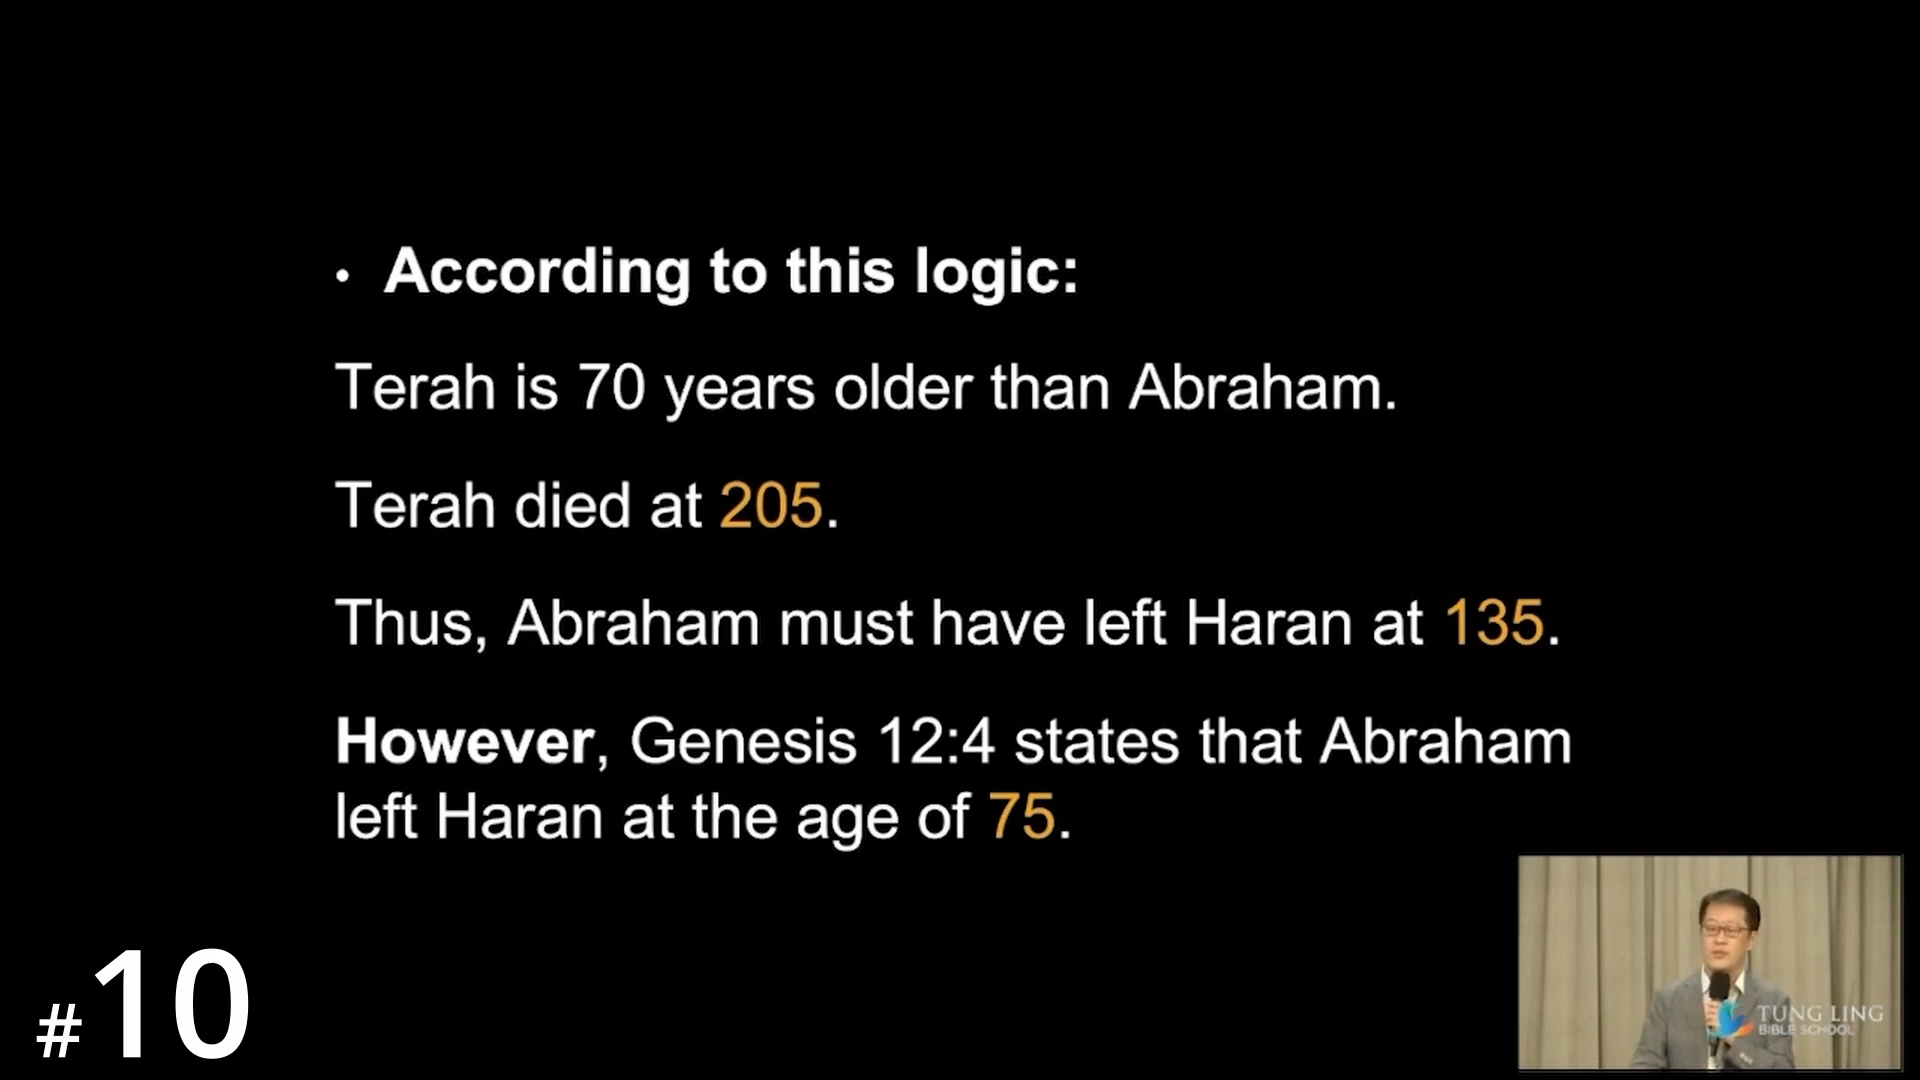 • According to this logic:
Terah is 70 years older than Abraham.
Terah died at 205.
Thus, Abraham must have left Haran at 135.
However, Genesis 12:4 states that Abraham
left Haran at the age of 75.
#10
TUNG LING
BIBLE SCHOOL